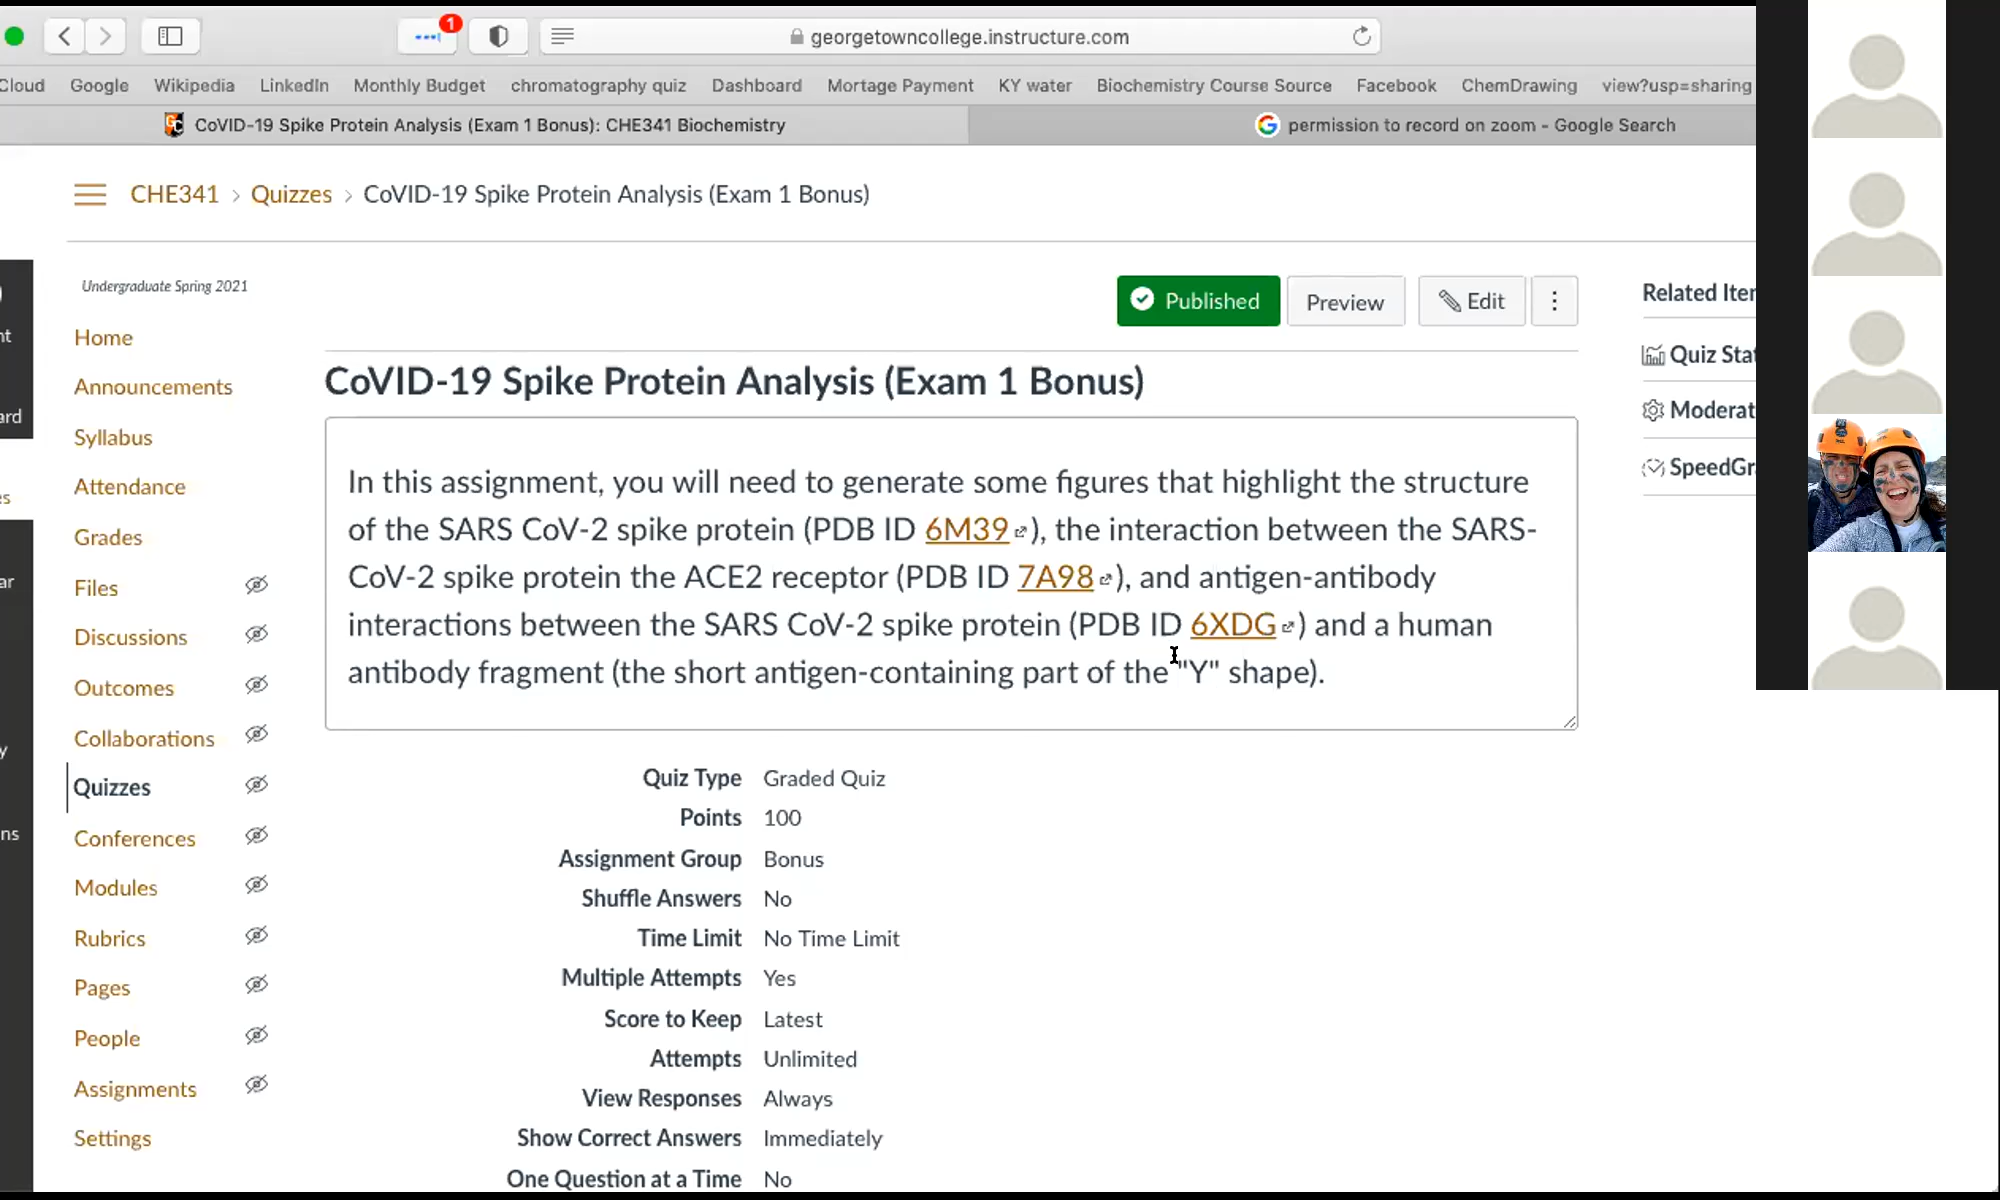 1
georgetowncollege.instructure.com
Cloud Google Wikipedia LinkedIn Monthly Budget chromatography quiz Dashboard Mortage Payment KY water Biochemistry Course Source Facebook ChemDrawing view?usp=sharing
CoVID-19 Spike Protein Analysis (Exam 1 Bonus): CHE341 Biochemistry
permission to record on zoom - Google Search
CHE341 > Quizzes > CoVID-19 Spike Protein Analysis (Exam 1 Bonus)
Undergraduate Spring 2021
Home
Announcements
Syllabus
Attendance
Grades
Files
Discussions
Outcomes
Collaborations
Quizzes
Conferences
Modules
Rubrics
Pages
People
Assignments
Settings
Published Preview Edit
CoVID-19 Spike Protein Analysis (Exam 1 Bonus)
In this assignment, you will need to generate some figures that highlight the structure
of the SARS CoV-2 spike protein (PDB ID 6M39), the interaction between the SARS-
CoV-2 spike protein the ACE2 receptor (PDB ID 7A98), and antigen-antibody
interactions between the SARS CoV-2 spike protein (PDB ID 6XDG) and a human
antibody fragment (the short antigen-containing part of the "Y" shape).
Quiz Type Graded Quiz
Points 100
Assignment Group Bonus
Shuffle Answers No
Time Limit No Time Limit
Multiple Attempts Yes
Score to Keep Latest
Attempts Unlimited
View Responses Always
Show Correct Answers Immediately
One Question at a Time No
Related Iter
Quiz Stat
Moderat
SpeedGr